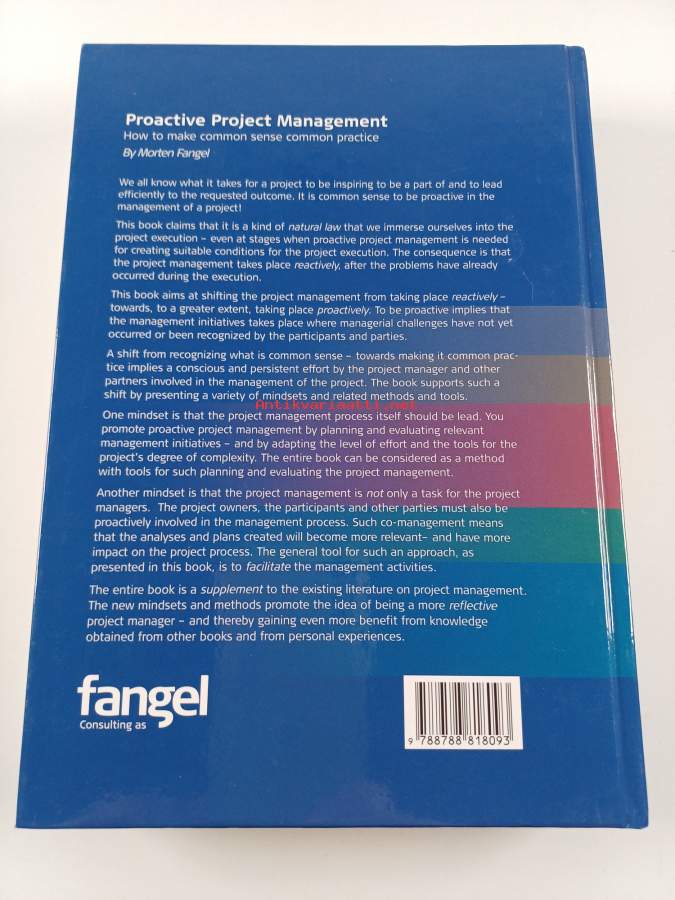 Proactive Project Management
How to make common sense common practice
By Morten Fangel
We all know what it takes for a project to be inspiring to be a part of and to lead
efficiently to the requested outcome. It is common sense to be proactive in the
management of a project!
This book claims that it is a kind of natural law that we immerse ourselves into the
project execution – even at stages when proactive project management is needed
for creating suitable conditions for the project execution. The consequence is that
the project management takes place reactively, after the problems have already
occurred during the execution.
This book aims at shifting the project management from taking place reactively –
towards, to a greater extent, taking place proactively. To be proactive implies that
the management initiatives takes place where managerial challenges have not yet
occurred or been recognized by the participants and parties.
A shift from recognizing what is common sense – towards making it common prac-
tice implies a conscious and persistent effort by the project manager and other
partners involved in the management of the project. The book supports such a
shift by presenting a variety of mindsets and related methods and tools.
Antikvariaatti.net
One mindset is that the project management process itself should be lead. You
promote proactive project management by planning and evaluating relevant
management initiatives – and by adapting the level of effort and the tools for the
project's degree of complexity. The entire book can be considered as a method
with tools for such planning and evaluating the project management.
Another mindset is that the project management is not only a task for the project
managers. The project owners, the participants and other parties must also be
proactively involved in the management process. Such co-management means
that the analyses and plans created will become more relevant– and have more
impact on the project process. The general tool for such an approach, as
presented in this book, is to facilitate the management activities.
The entire book is a supplement to the existing literature on project management.
The new mindsets and methods promote the idea of being a more reflective
project manager – and thereby gaining even more benefit from knowledge
obtained from other books and from personal experiences.
fangel
Consulting as
9 788788 818093